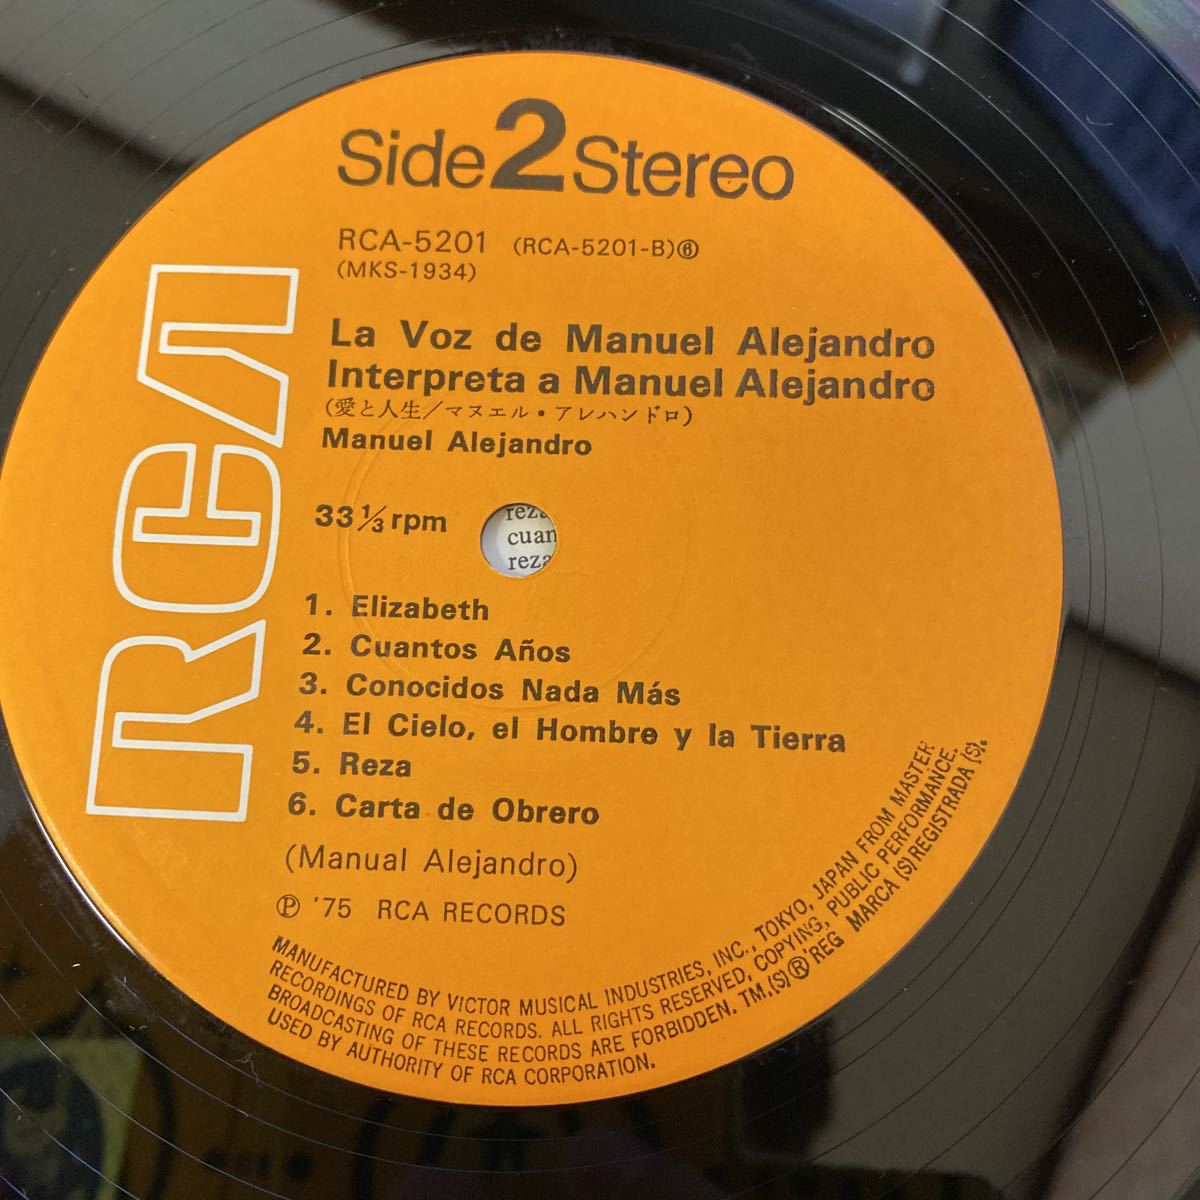 Side 2 Stereo
RCA-5201 (RCA-5201-B)⑥
(MKS-1934)
La Voz de Manuel Alejandro
Interpreta a Manuel Alejandro
(愛と人生/マヌエル・アレハンドロ)
Manuel Alejandro
33 1/3 rpm
rez
cuan
reza
1. Elizabeth
2. Cuantos Años
3. Conocidos Nada Más
4. El Cielo, el Hombre y la Tierra
5. Reza
6. Carta de Obrero
(Manual Alejandro)
Ⓟ '75 RCA RECORDS
RCA
MANUFACTURED BY VICTOR MUSICAL INDUSTRIES, INC., TOKYO, JAPAN FROM MASTER
RECORDINGS OF RCA RECORDS. ALL RIGHTS RESERVED, COPYING, PUBLIC PERFORMANCE.
BROADCASTING OF THESE RECORDS ARE FORBIDDEN. TM.(S)® REG MARCA (S) REGISTRADA (S).
USED BY AUTHORITY OF RCA CORPORATION.